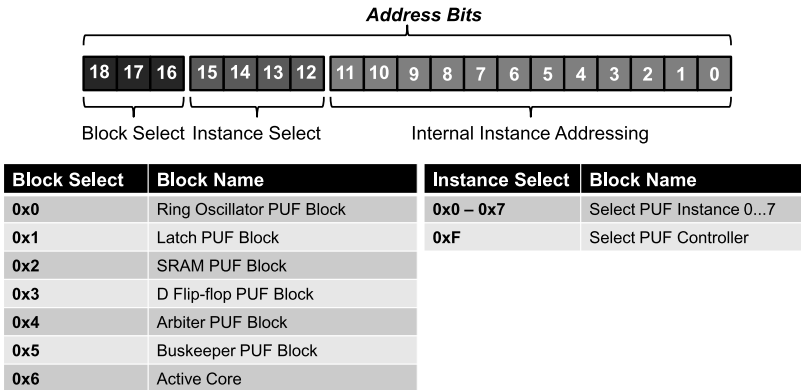 Address Bits
18 17 16 15 14 13 12 11 10 9 8 7 6 5 4 3 2 1 0
Block Select Instance Select Internal Instance Addressing
Block Select Block Name
0x0 Ring Oscillator PUF Block
0x1 Latch PUF Block
0x2 SRAM PUF Block
0x3 D Flip-flop PUF Block
0x4 Arbiter PUF Block
0x5 Buskeeper PUF Block
0x6 Active Core
Instance Select Block Name
0x0 – 0x7 Select PUF Instance 0...7
0xF Select PUF Controller